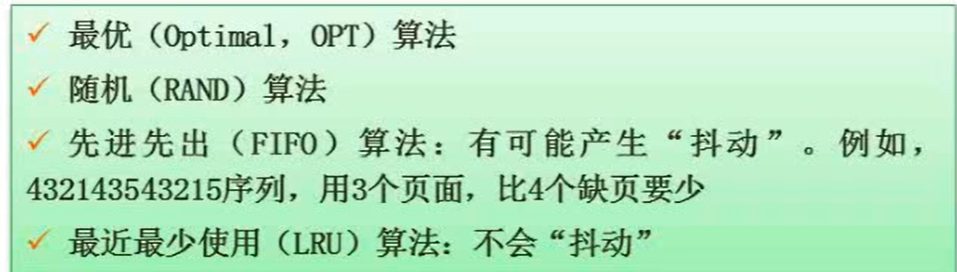 ✓ 最优（Optimal，OPT）算法
✓ 随机（RAND）算法
✓ 先进先出（FIFO）算法：有可能产生“抖动”。例如，
432143543215序列，用3个页面，比4个缺页要少
✓ 最近最少使用（LRU）算法：不会“抖动”